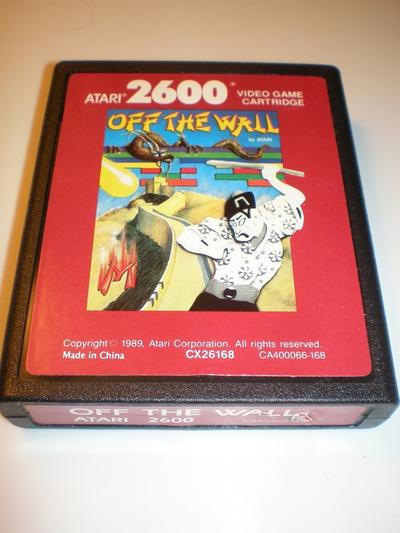 ATARI® 2600® VIDEO GAME
CARTRIDGE
OFF THE WALL
by ATARI
Copyright © 1989, Atari Corporation. All rights reserved.
Made in China CX26168 CA400066-168
OFF THE WALL
ATARI 2600